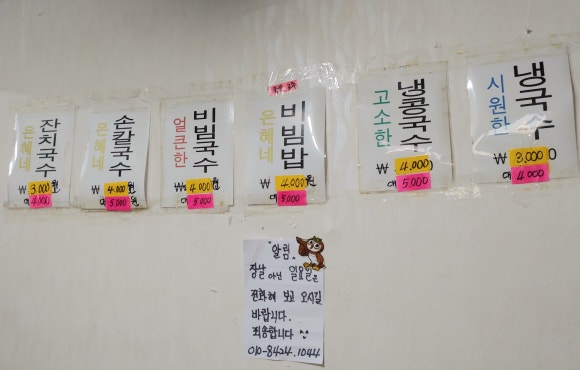 은혜네
잔치국수
₩ 3.000원
4.000
은혜네
손칼국수
₩ 4.000원
5.000
얼큰한
비빔국수
₩ 4.000원
5.000
은혜네
비빔밥
₩ 4.000원
5.000
고소한
냉콩국수
₩ 4.000
5.000
시원한
냉국수
₩ 3.000
4.000
알림
장날 아닌 일요일은
전화해 보고 오시길
바랍니다.
죄송합니다 ^^
010-8424.1044